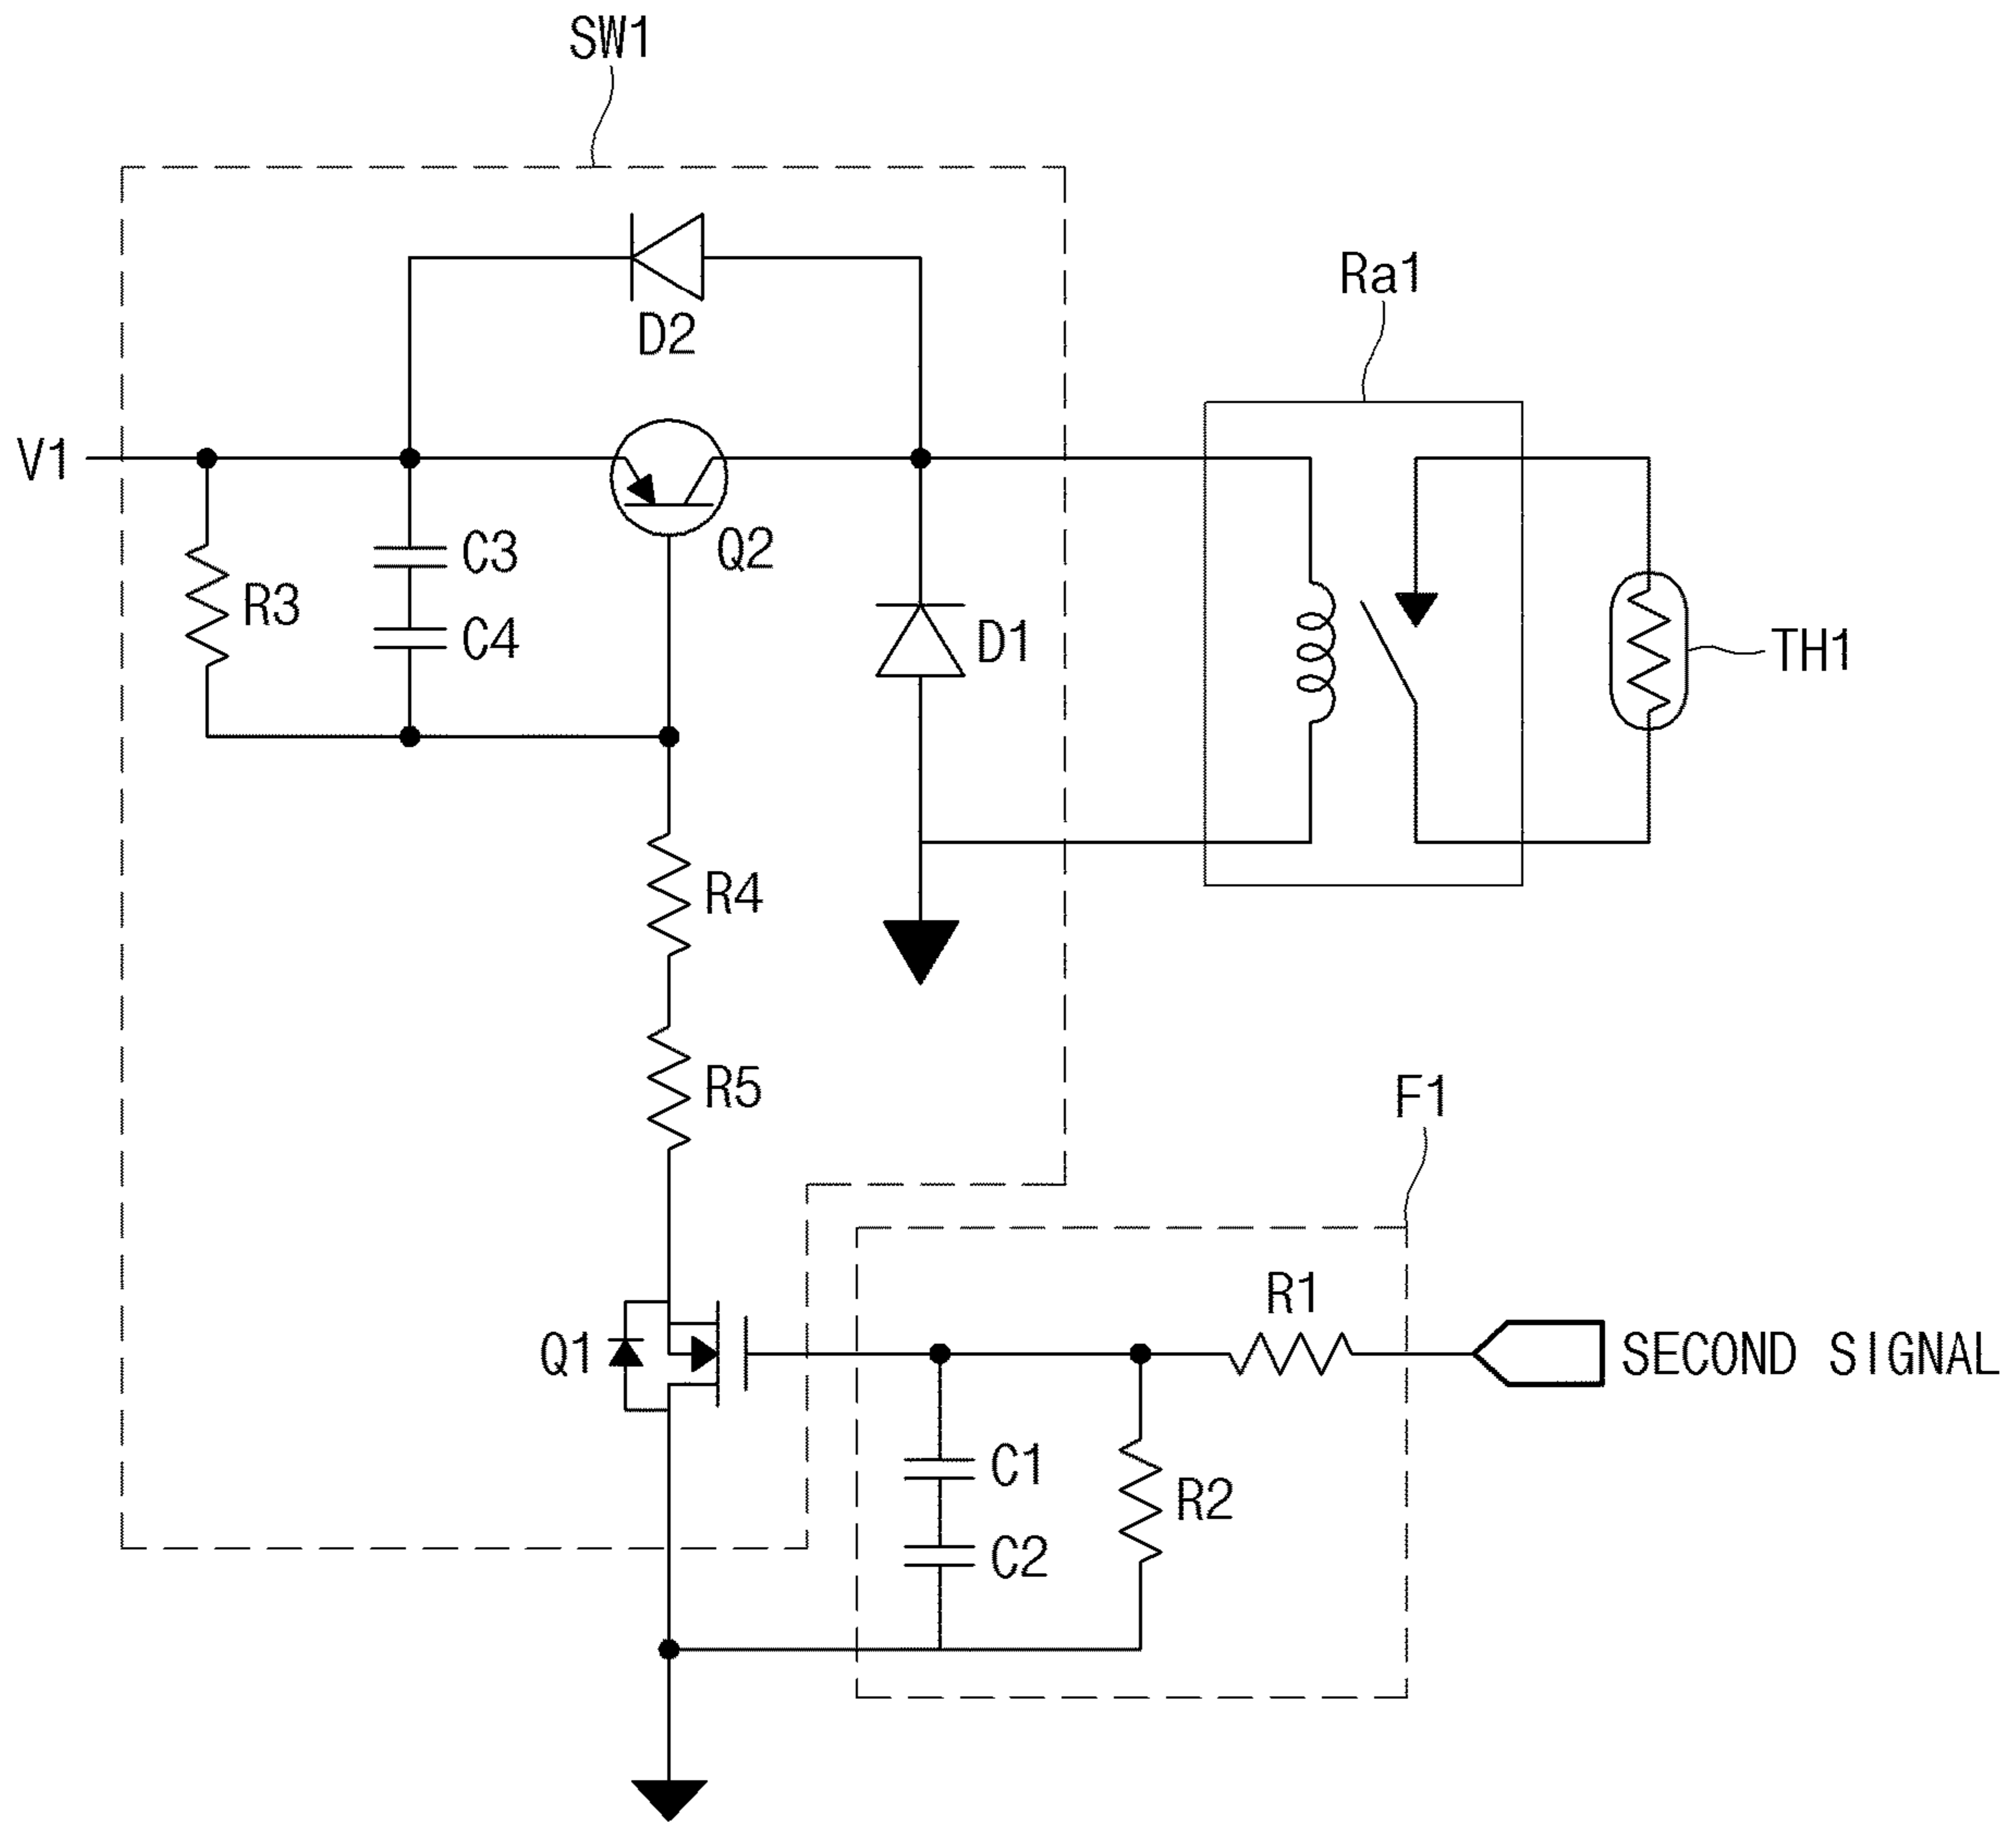 SW1
Ra1
D2
V1
Q2
C3
R3
C4
D1
TH1
R4
R5
F1
R1
Q1
SECOND SIGNAL
C1
R2
C2